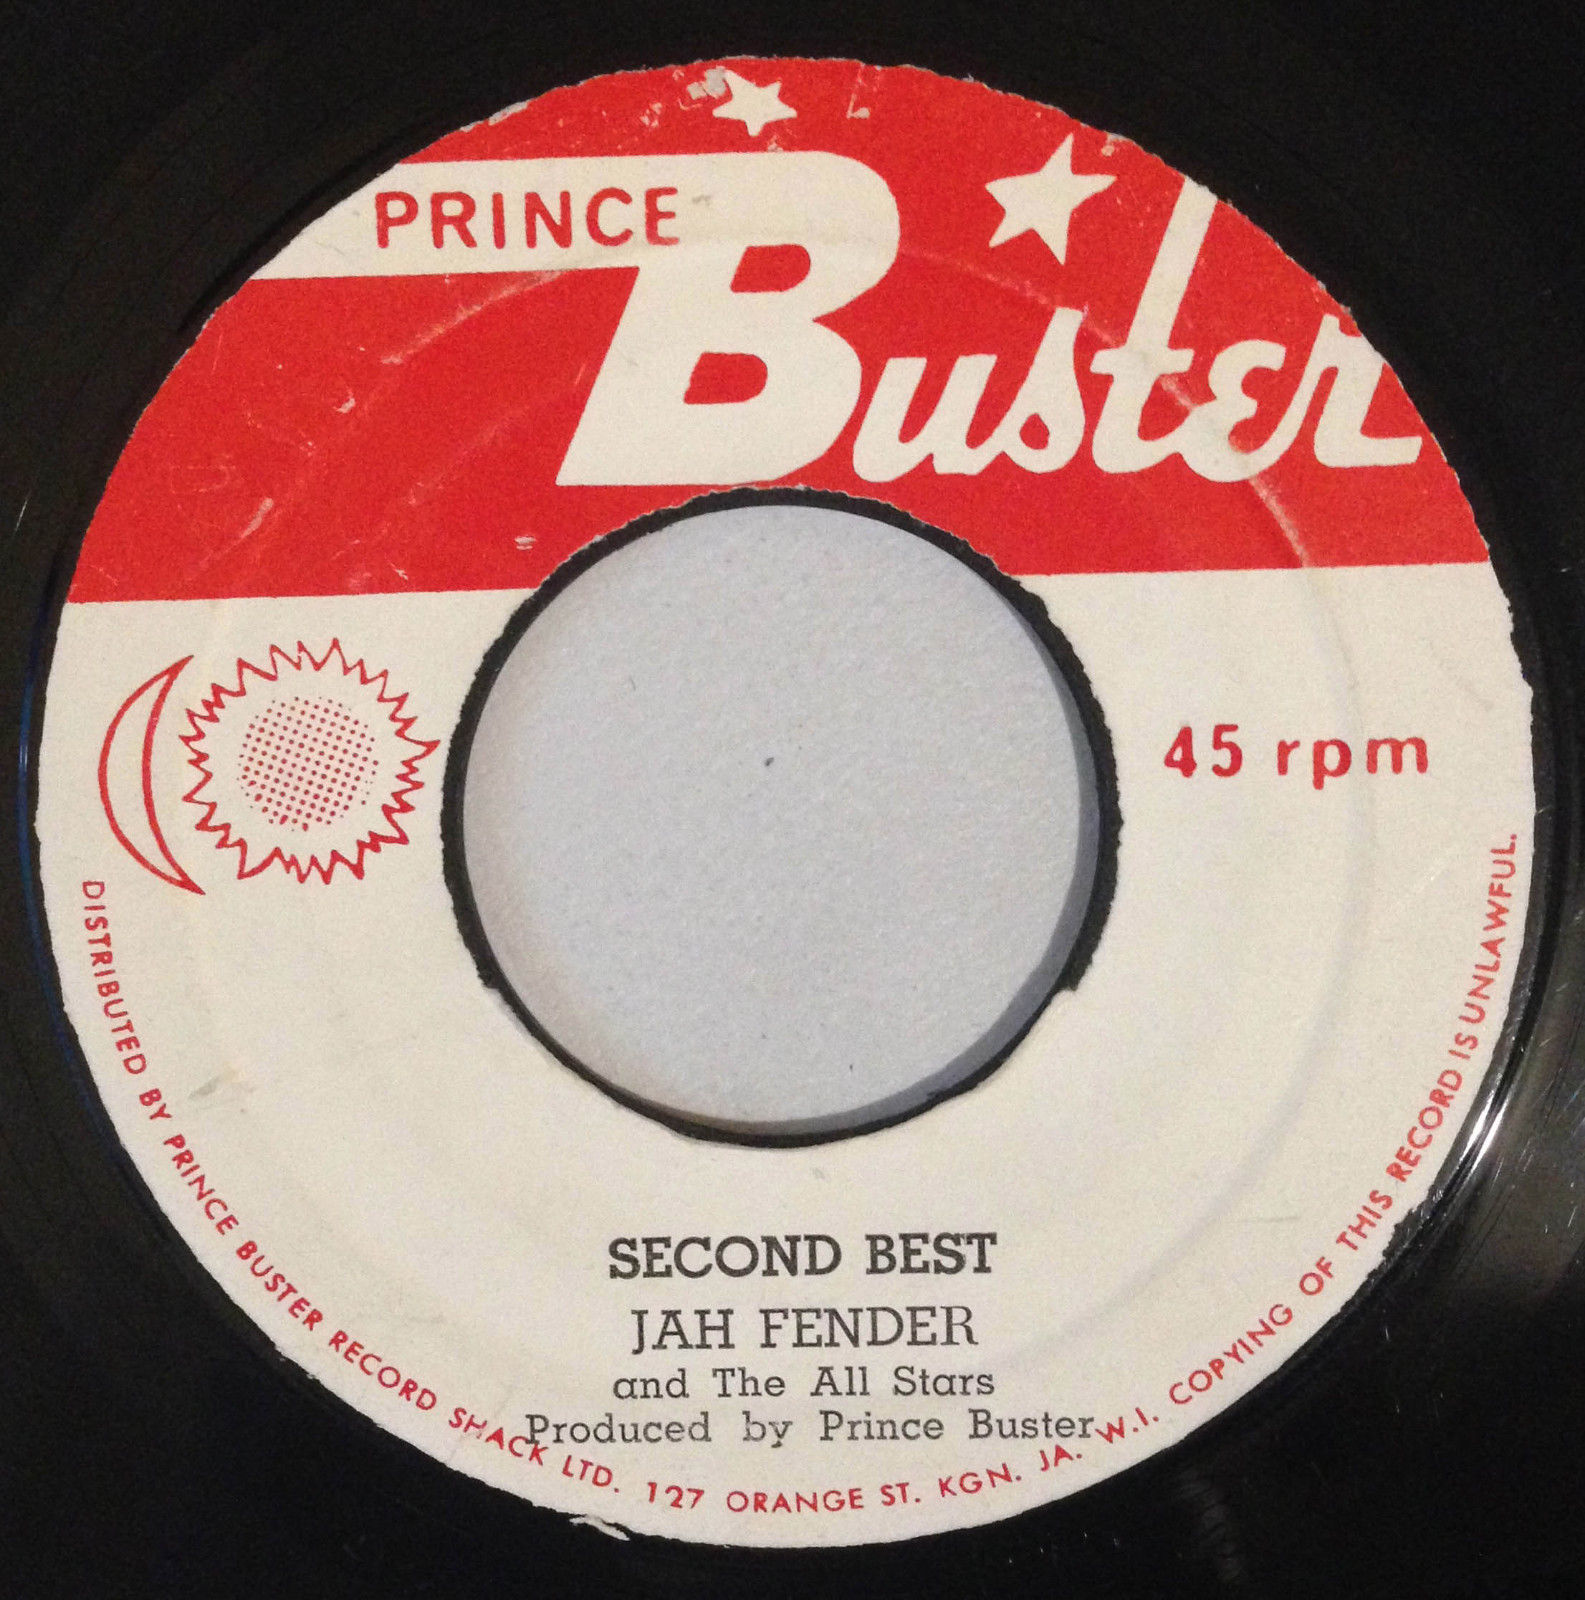 PRINCE
Buster
45 rpm
SECOND BEST
JAH FENDER
and The All Stars
Produced by Prince Buster
DISTRIBUTED BY PRINCE BUSTER RECORD SHACK LTD. 127 ORANGE ST. KGN. JA. W.I. COPYING OF THIS RECORD IS UNLAWFUL.